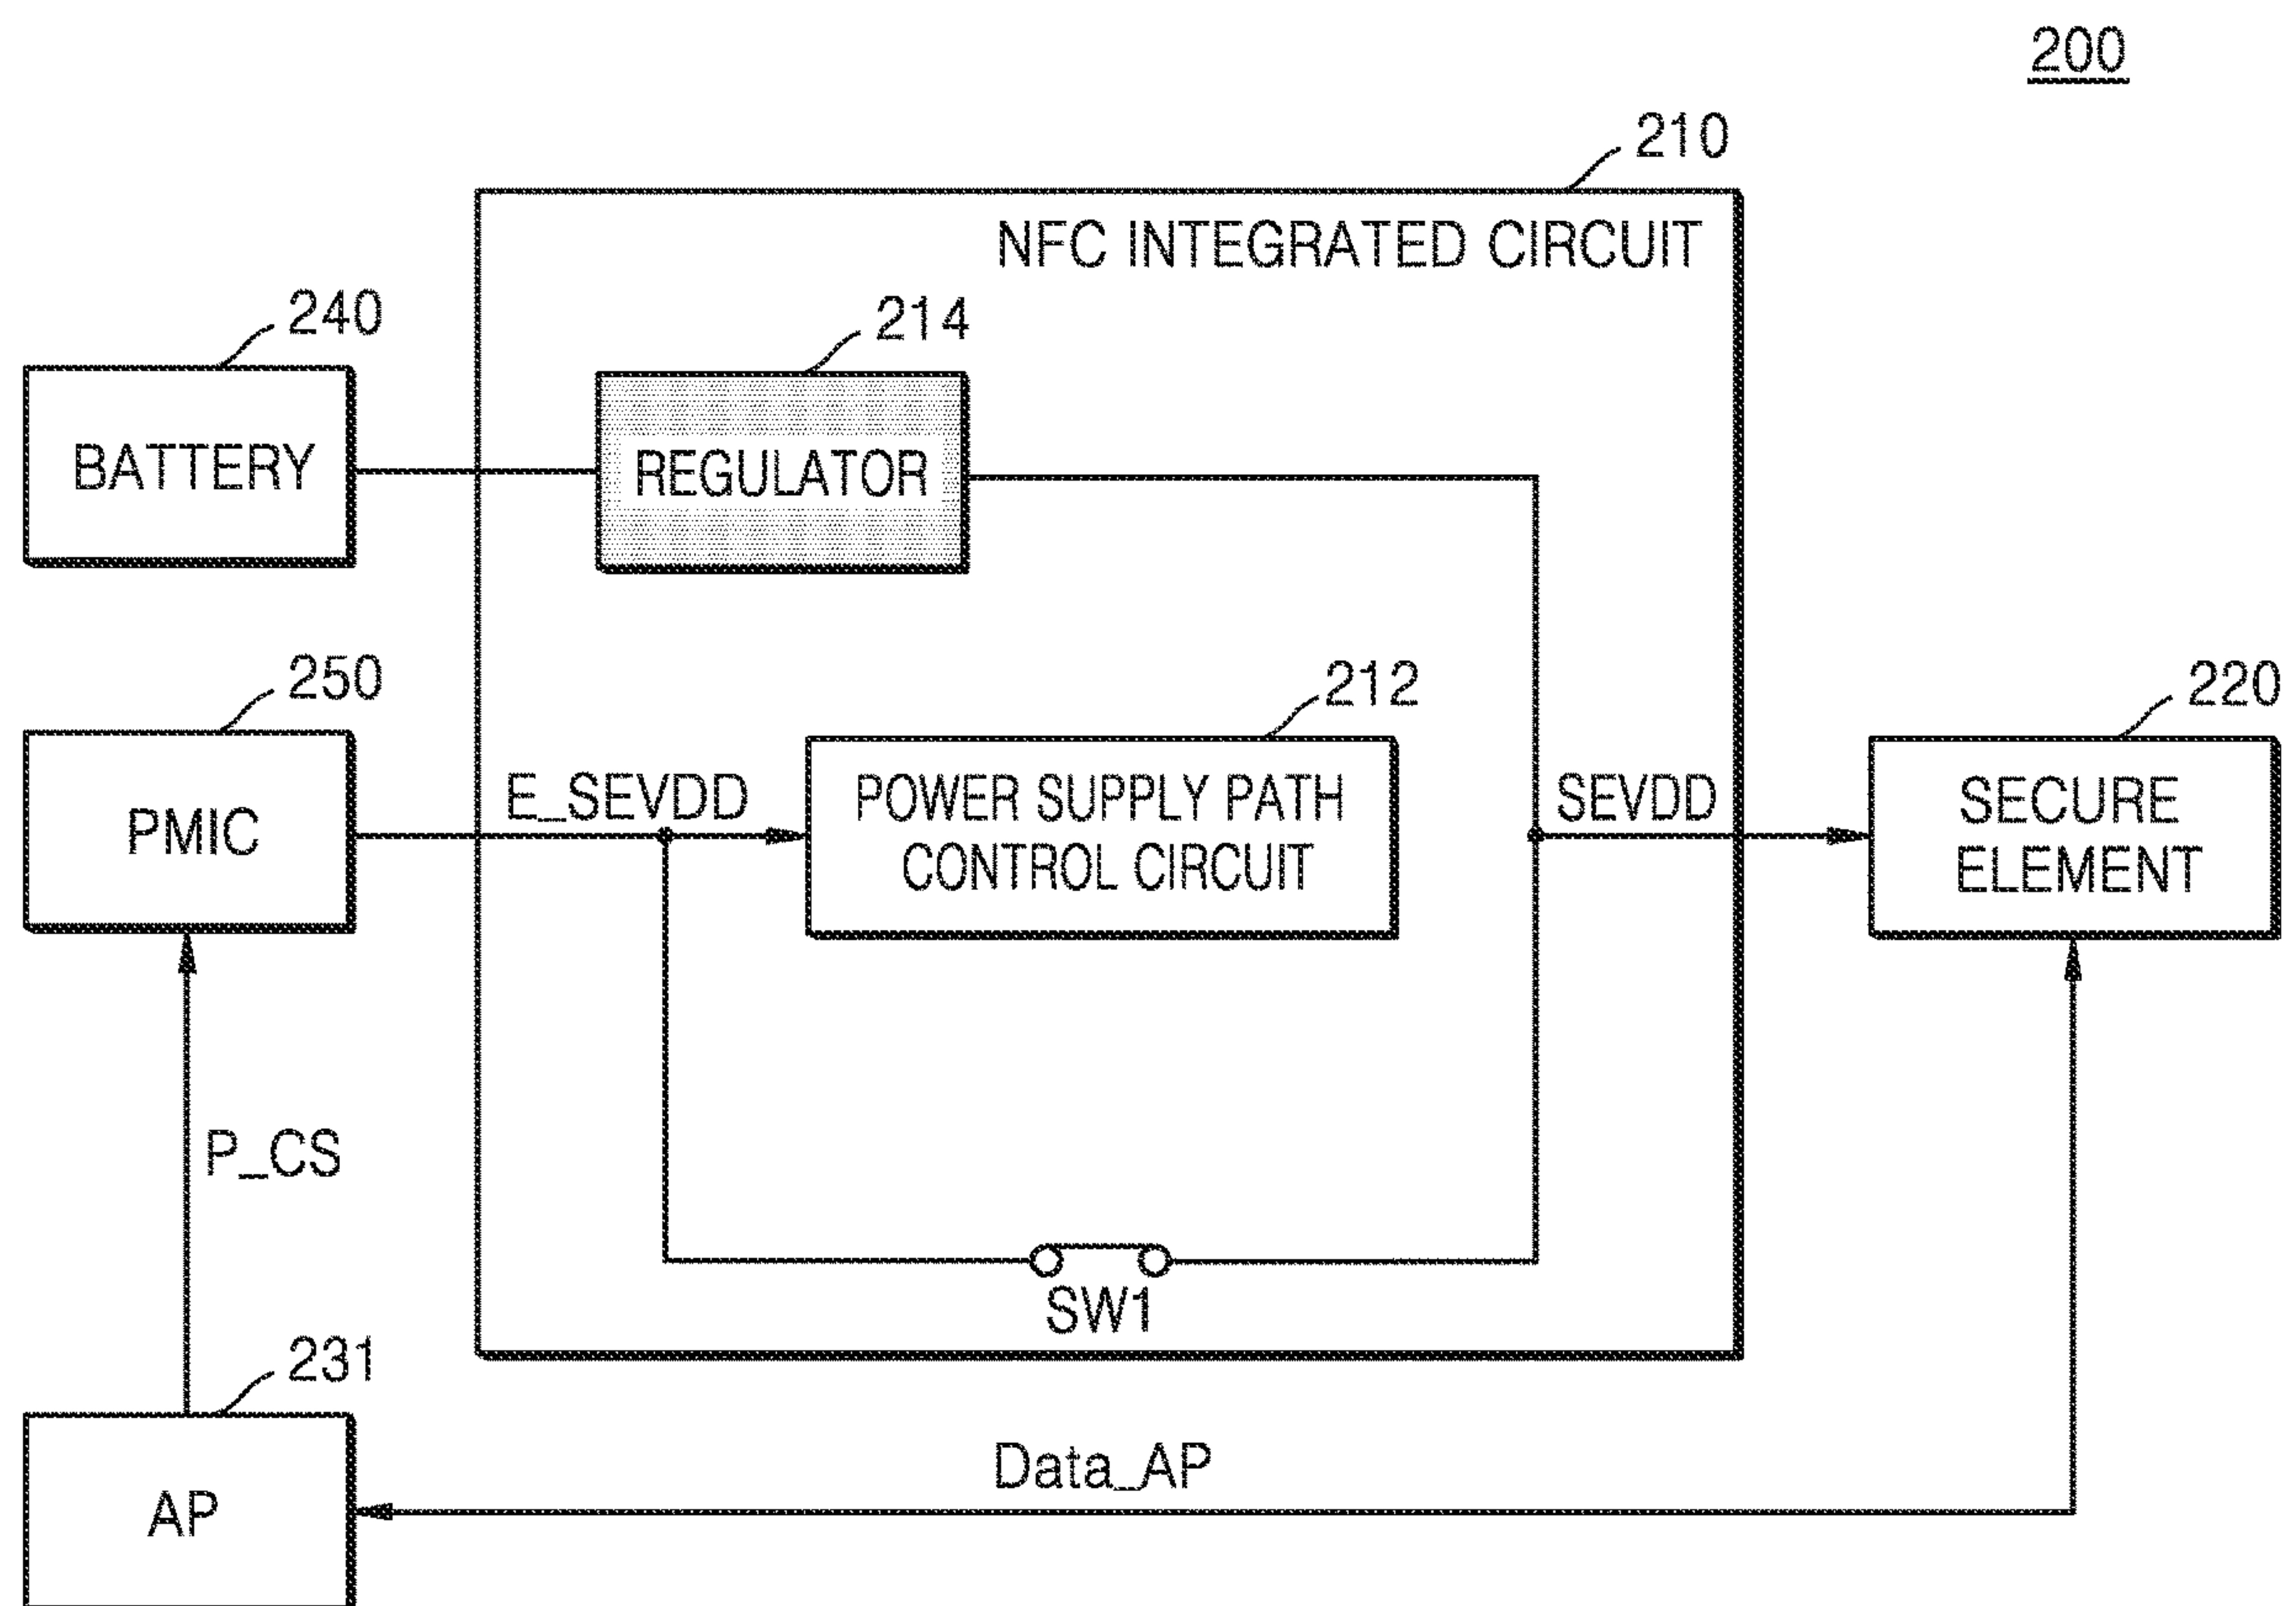 200
210
NFC INTEGRATED CIRCUIT
240
214
BATTERY
REGULATOR
250
212
220
PMIC
E_SEVDD
POWER SUPPLY PATH
CONTROL CIRCUIT
SEVDD
SECURE
ELEMENT
P_CS
SW1
231
Data_AP
AP